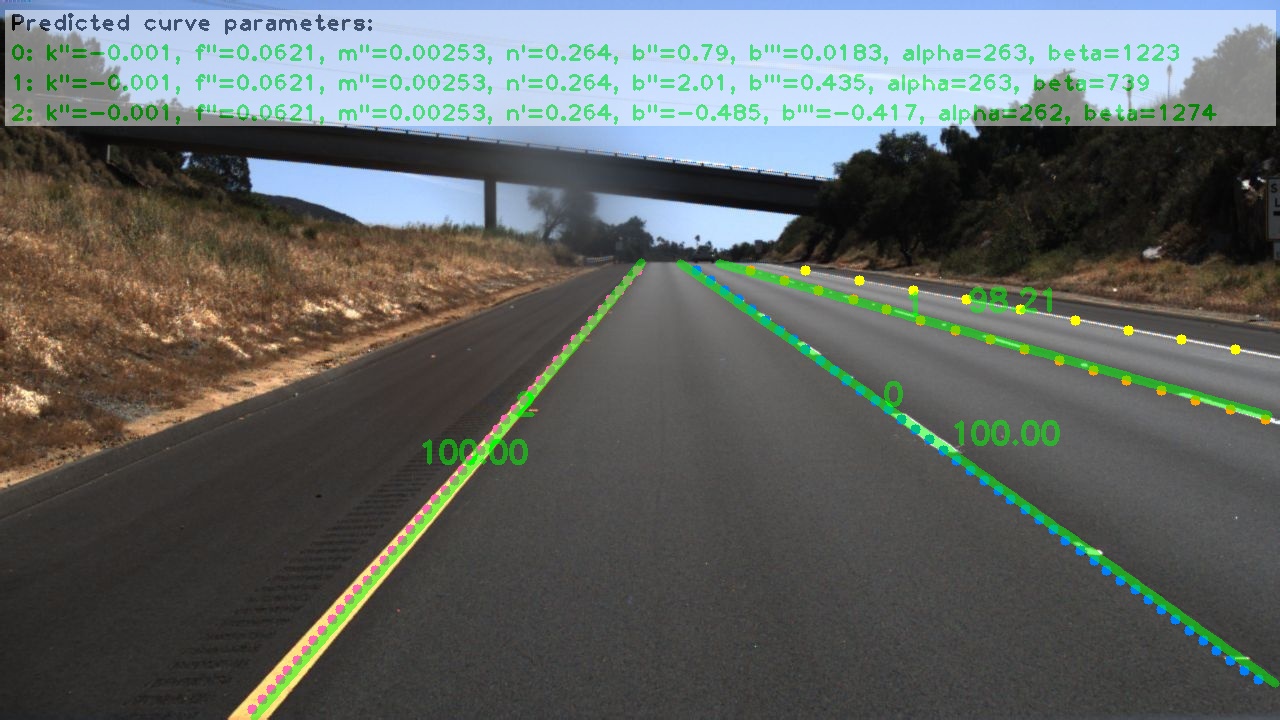 Predicted curve parameters:
0: k''=-0.001, f''=0.0621, m''=0.00253, n'=0.264, b''=0.79, b'''=0.0183, alpha=263, beta=1223
1: k''=-0.001, f''=0.0621, m''=0.00253, n'=0.264, b''=2.01, b'''=0.435, alpha=263, beta=739
2: k''=-0.001, f''=0.0621, m''=0.00253, n'=0.264, b''=-0.485, b'''=-0.417, alpha=262, beta=1274
1 98.21
0
2
100.00
100.00